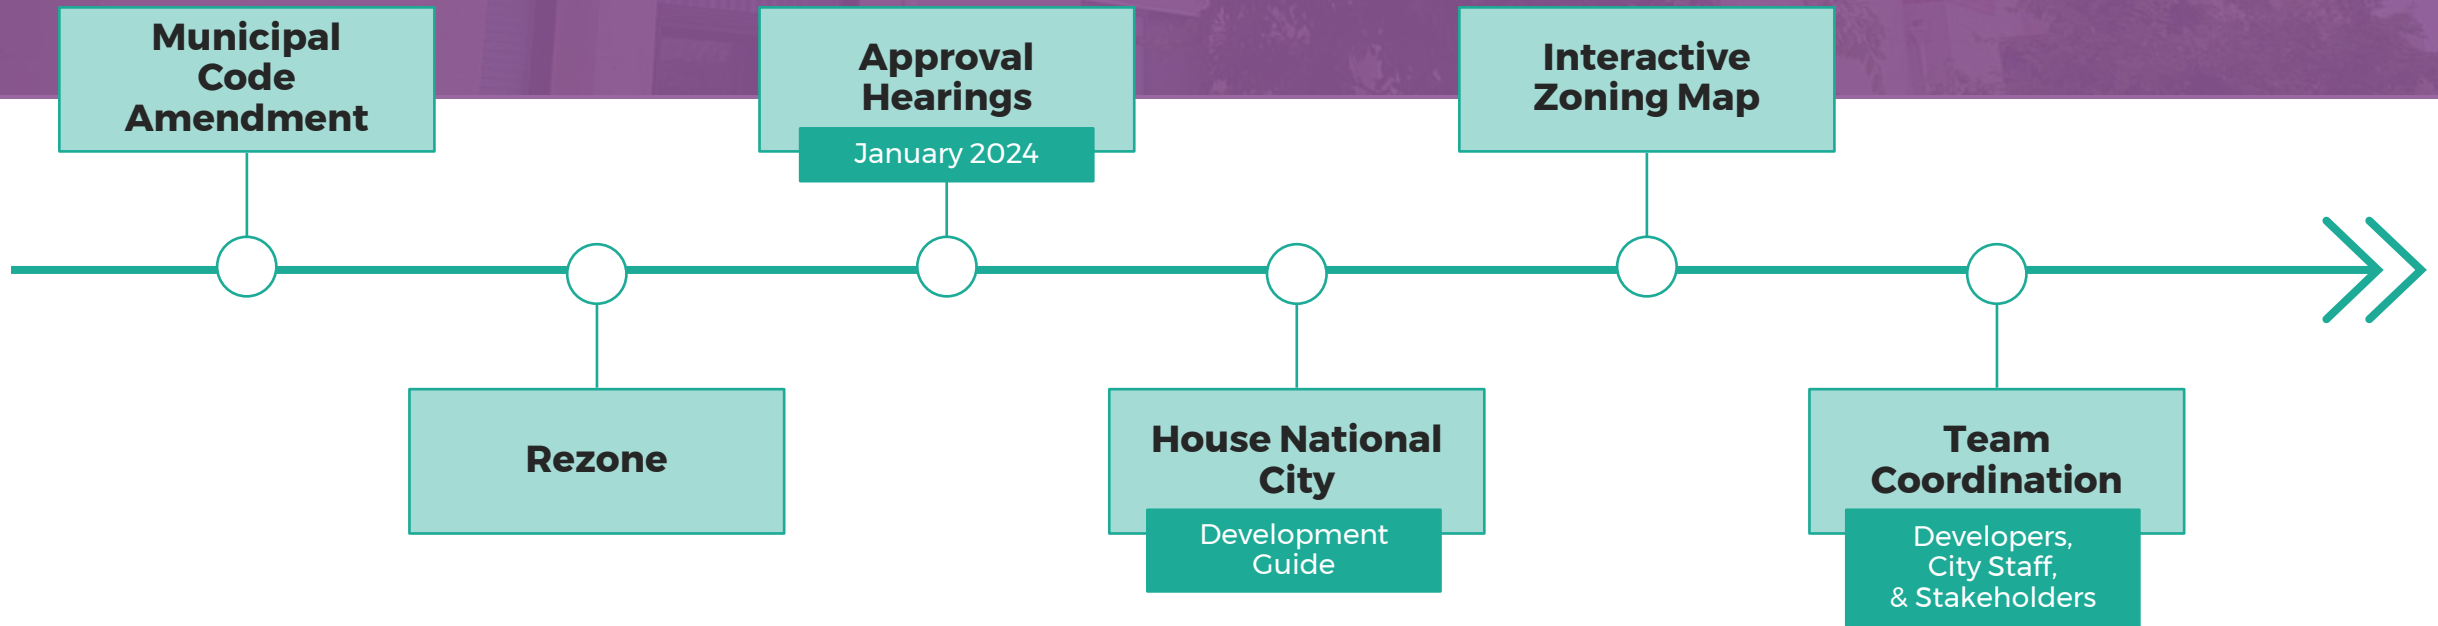 Municipal
Code
Amendment
Rezone
Approval
Hearings
January 2024
House National
City
Development
Guide
Interactive
Zoning Map
Team
Coordination
Developers,
City Staff,
& Stakeholders